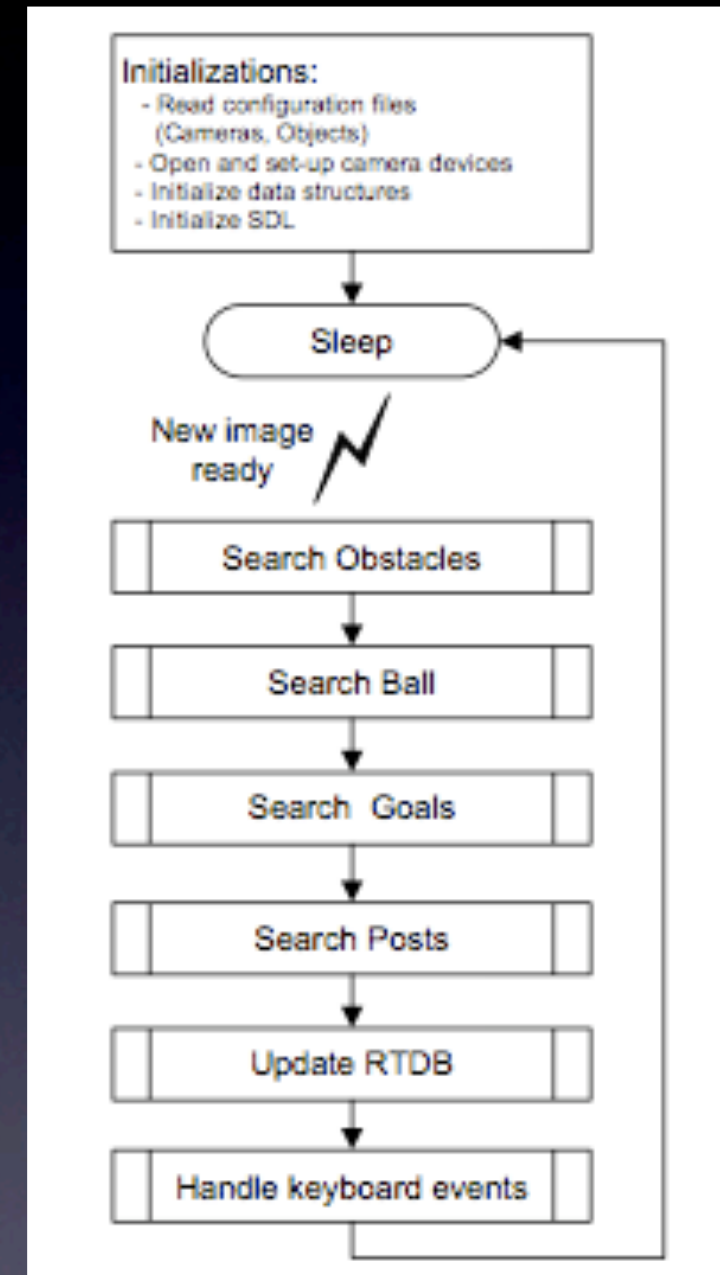 Initializations:
- Read configuration files
(Cameras, Objects)
- Open and set-up camera devices
- Initialize data structures
- Initialize SDL
Sleep
New image
ready
Search Obstacles
Search Ball
Search Goals
Search Posts
Update RTDB
Handle keyboard events